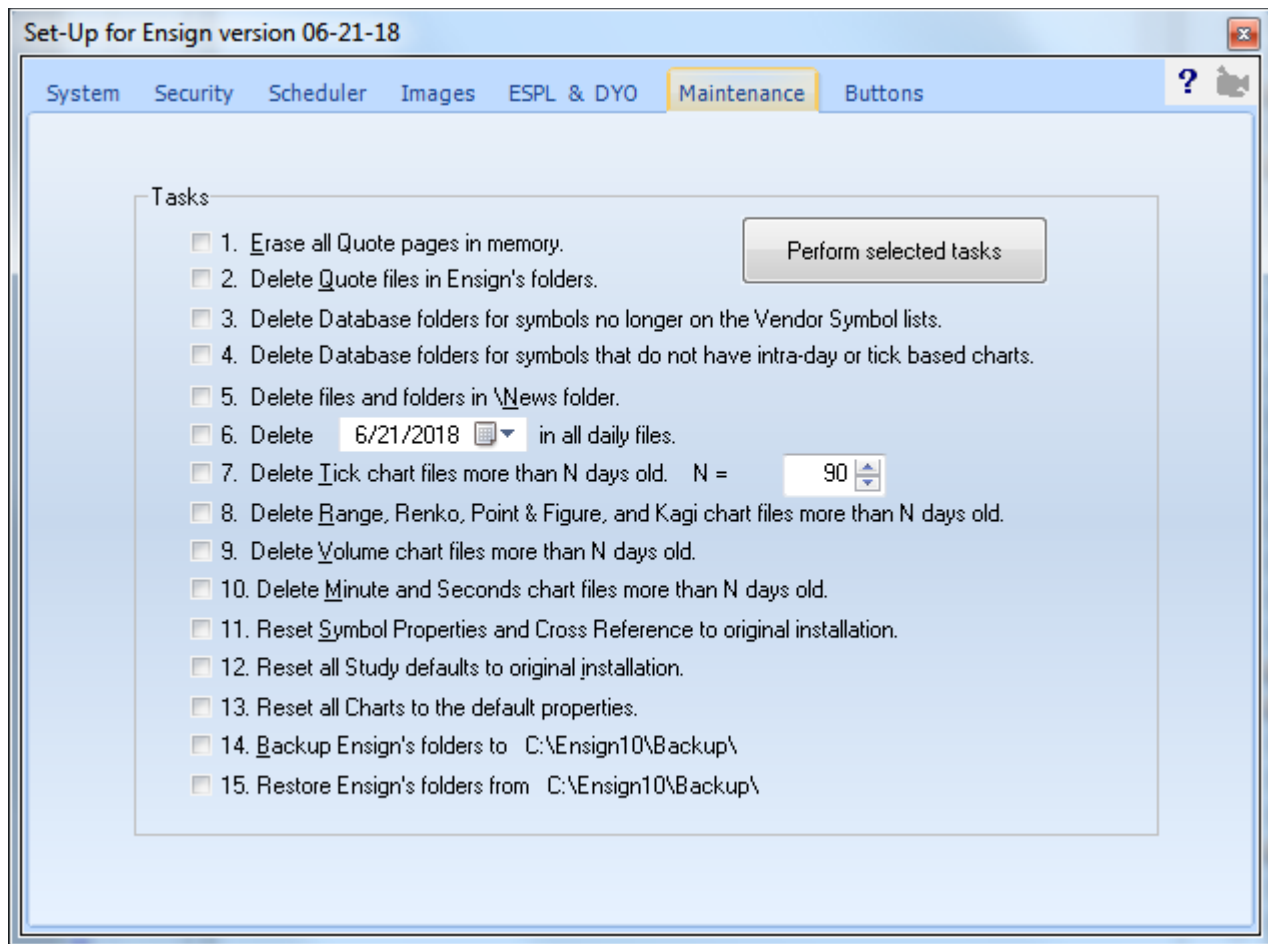 Set-Up for Ensign version 06-21-18
System Security Scheduler Images ESPL & DYO Maintenance Buttons ?
Tasks
1. Erase all Quote pages in memory.
Perform selected tasks
2. Delete Quote files in Ensign's folders.
3. Delete Database folders for symbols no longer on the Vendor Symbol lists.
4. Delete Database folders for symbols that do not have intra-day or tick based charts.
5. Delete files and folders in \News folder.
6. Delete 6/21/2018 in all daily files.
7. Delete Tick chart files more than N days old. N = 90
8. Delete Range, Renko, Point & Figure, and Kagi chart files more than N days old.
9. Delete Volume chart files more than N days old.
10. Delete Minute and Seconds chart files more than N days old.
11. Reset Symbol Properties and Cross Reference to original installation.
12. Reset all Study defaults to original installation.
13. Reset all Charts to the default properties.
14. Backup Ensign's folders to C:\Ensign10\Backup\
15. Restore Ensign's folders from C:\Ensign10\Backup\